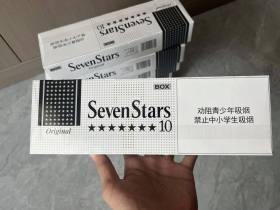 BOX
SevenStars
★★★★★★★ 10
Original
劝阻青少年吸烟
禁止中小学生吸烟